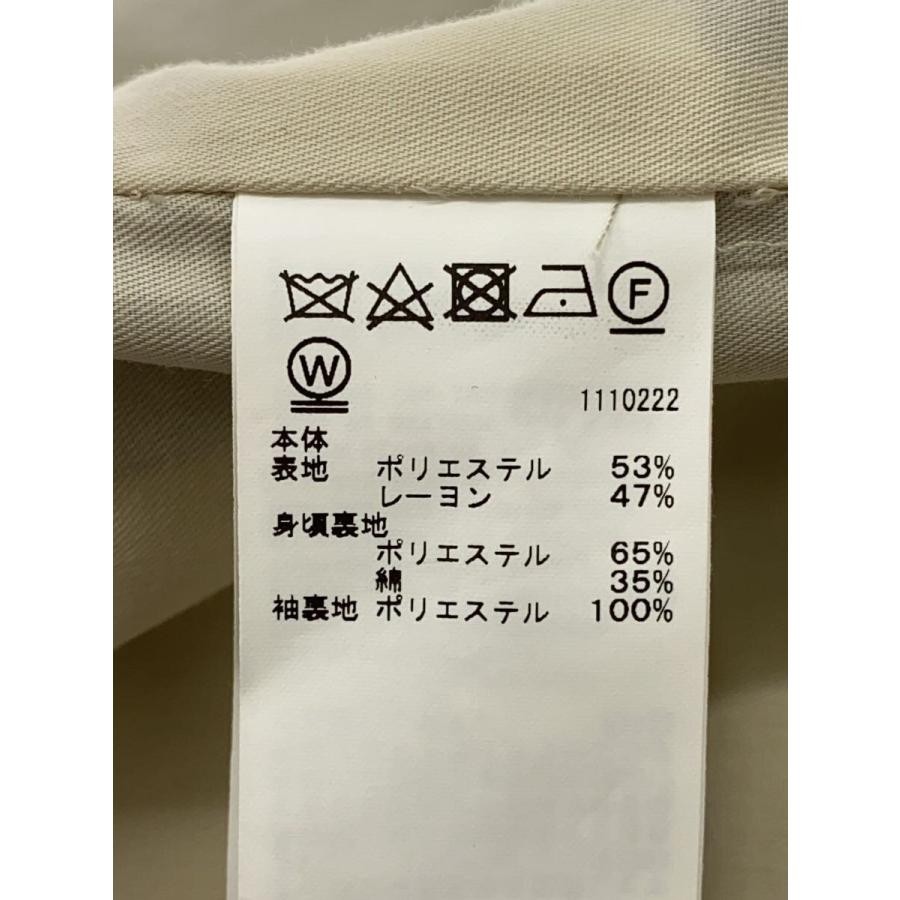 F
W
1110222
本体
表地 ポリエステル 53%
レーヨン 47%
身頃裏地
ポリエステル 65%
綿 35%
袖裏地 ポリエステル 100%